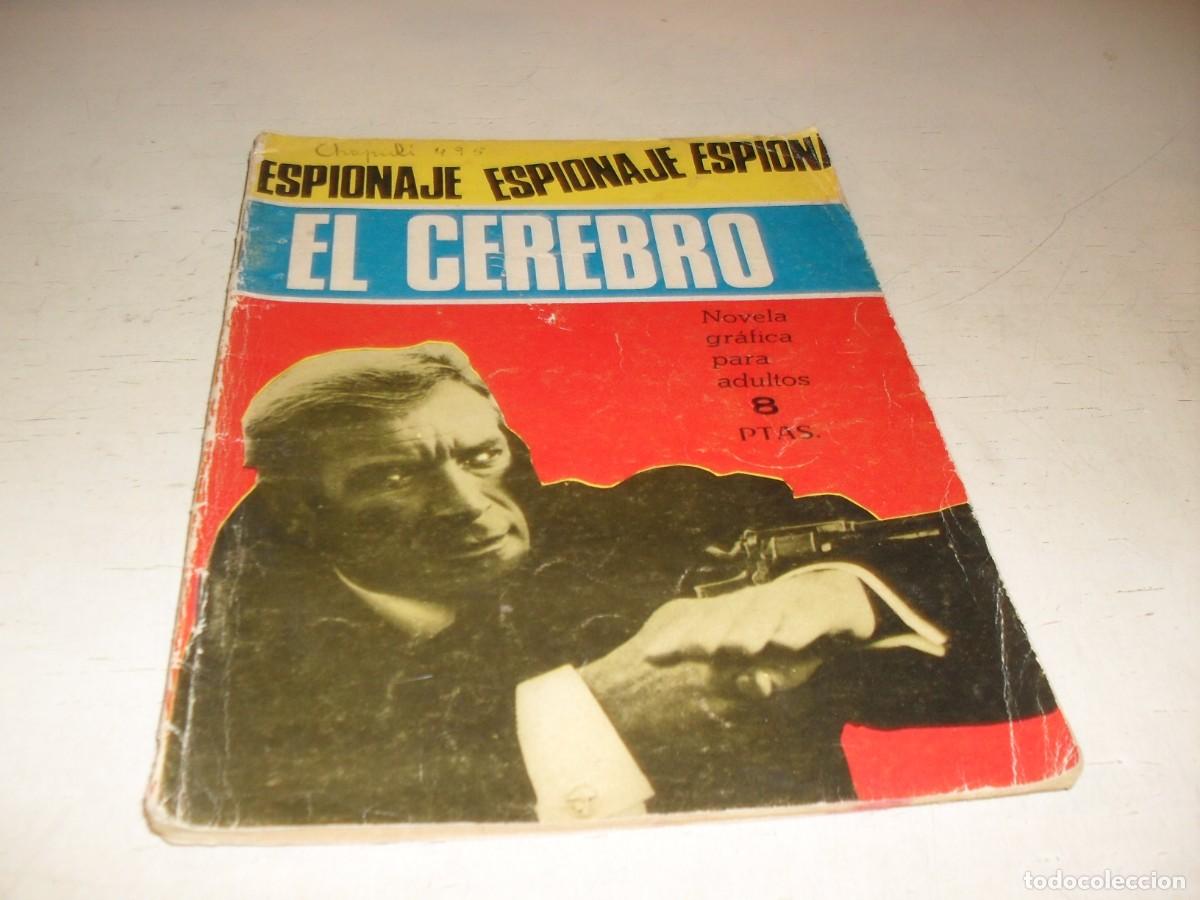 Chapuli 495
ESPIONAJE ESPIONAJE ESPIONA
EL CEREBRO
Novela
gráfica
para
adultos
8
PTAS.
todocoleccion